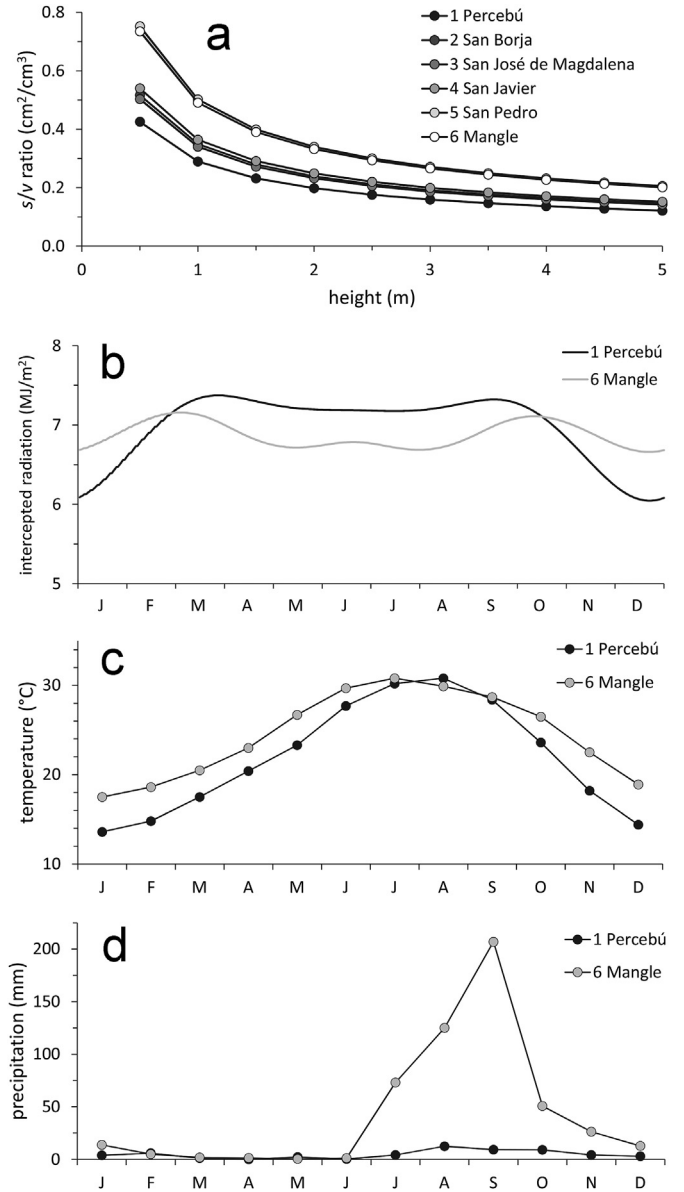 a
0.8
0.6
0.4
0.2
0.0
s/v ratio (cm²/cm³)
1 Percebú
2 San Borja
3 San José de Magdalena
4 San Javier
5 San Pedro
6 Mangle
0 1 2 3 4 5
height (m)
b
8
7
6
5
intercepted radiation (MJ/m²)
1 Percebú
6 Mangle
J F M A M J J A S O N D
c
30
20
10
temperature (°C)
1 Percebú
6 Mangle
J F M A M J J A S O N D
d
200
150
100
50
0
precipitation (mm)
1 Percebú
6 Mangle
J F M A M J J A S O N D